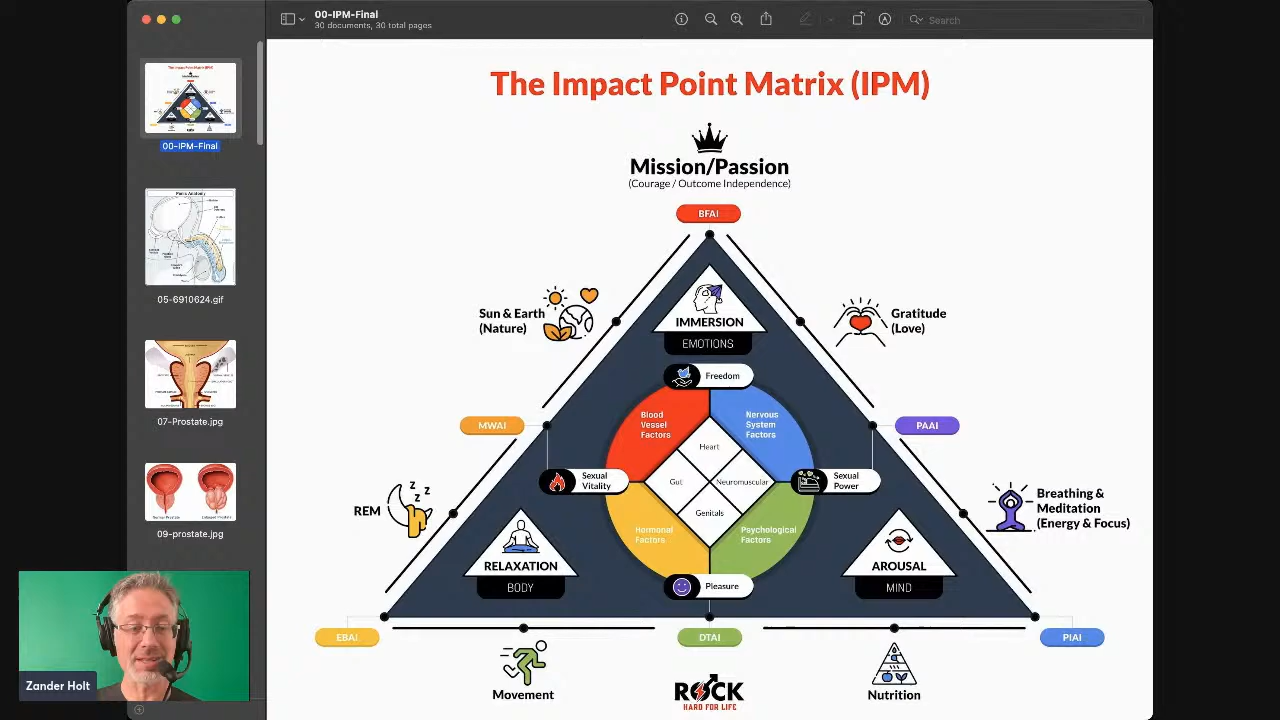 00-IPM-Final
30 documents, 30 total pages
Search
00-IPM-Final
05-6910624.gif
07-Prostate.jpg
09-prostate.jpg
Zander Holt
The Impact Point Matrix (IPM)
Mission/Passion
(Courage / Outcome Independence)
BFAI
Sun & Earth
(Nature)
Gratitude
(Love)
IMMERSION
EMOTIONS
Freedom
Blood
Vessel
Factors
Nervous
System
Factors
MWAI
PAAI
Heart
Sexual
Vitality
Gut
Neuromuscular
Sexual
Power
Genitals
REM
z z z
Breathing &
Meditation
(Energy & Focus)
Hormonal
Factors
Psychological
Factors
RELAXATION
BODY
Pleasure
AROUSAL
MIND
EBAI
DTAI
PIAI
Movement
ROCK
HARD FOR LIFE
Nutrition